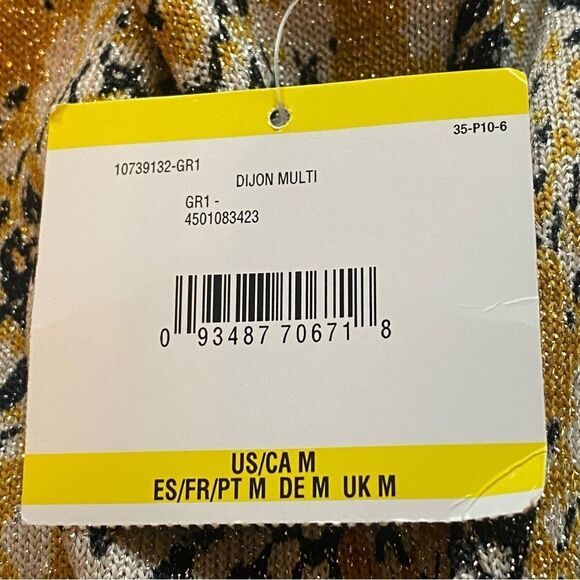 35-P10-6
10739132-GR1
DIJON MULTI
GR1 -
4501083423
0 93487 70671 8
US/CA M
ES/FR/PT M DE M UK M